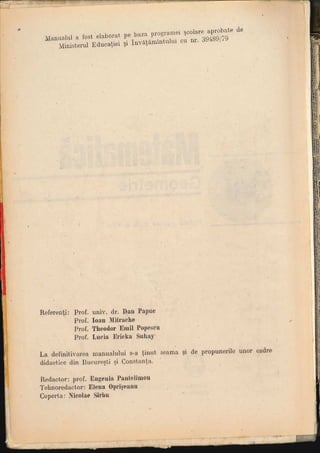 Manualul a fost elaborat pe baza programei școlare aprobate de
Ministerul Educației și Învățămîntului cu nr. 39489/79
Matematică
Geometrie
Referenți: Prof. univ. dr. Dan Papuc
Prof. Ioan Mitrache
Prof. Theodor Emil Popescu
Prof. Lucia Ericka Suhay
La definitivarea manualului s-a ținut seama și de propunerile unor cadre
didactice din București și Constanța.
Redactor: prof. Eugenia Pantelimon
Tehnoredactor: Elena Oprișeanu
Coperta: Nicolae Sîrbu